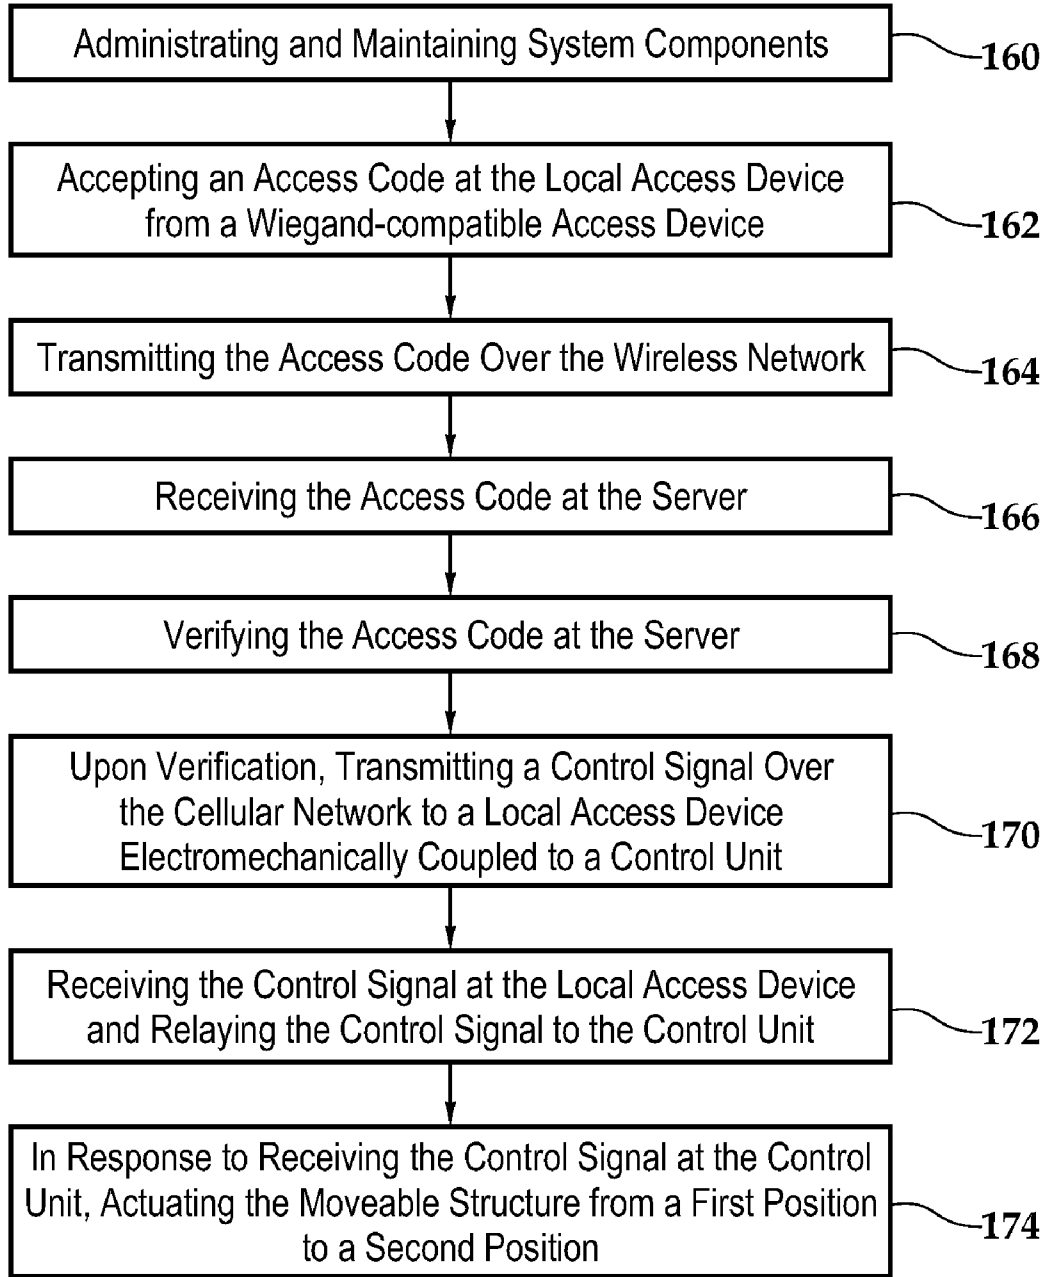 Administrating and Maintaining System Components
160
Accepting an Access Code at the Local Access Device
from a Wiegand-compatible Access Device
162
Transmitting the Access Code Over the Wireless Network
164
Receiving the Access Code at the Server
166
Verifying the Access Code at the Server
168
Upon Verification, Transmitting a Control Signal Over
the Cellular Network to a Local Access Device
Electromechanically Coupled to a Control Unit
170
Receiving the Control Signal at the Local Access Device
and Relaying the Control Signal to the Control Unit
172
In Response to Receiving the Control Signal at the Control
Unit, Actuating the Moveable Structure from a First Position
to a Second Position
174